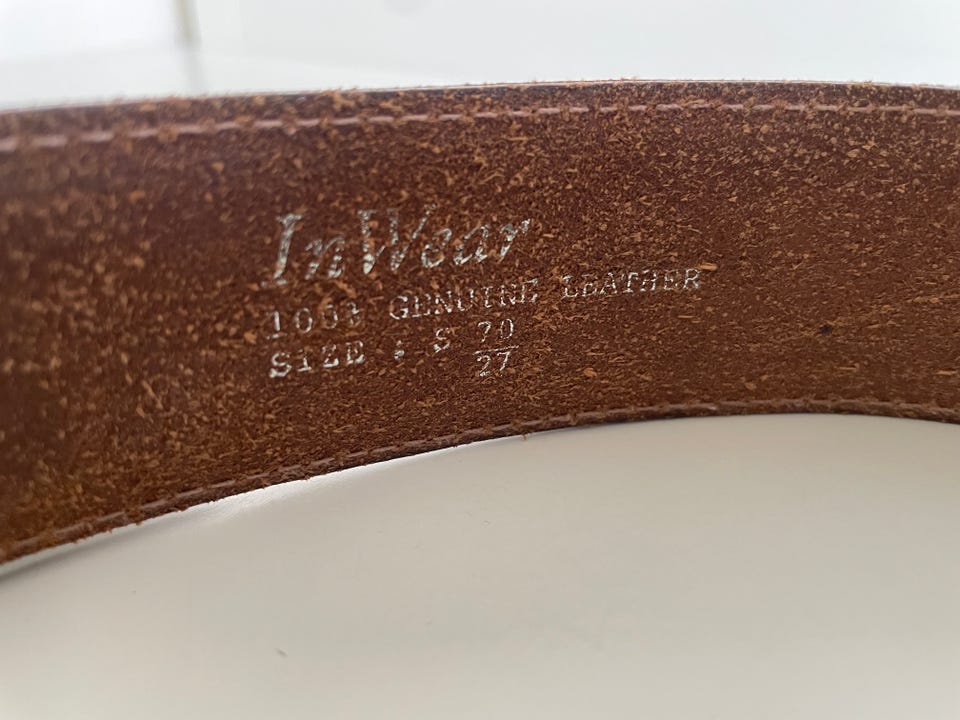 InWear
100% GENUINE LEATHER
SIZE : S 70
27